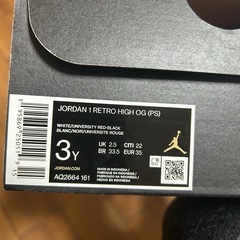 JORDAN 1 RETRO HIGH OG (PS)
WHITE/UNIVERSITY RED-BLACK
BLANC/NOIR/UNIVERSITE ROUGE
3Y
UK 2.5 cm 22
BR 33.5 EUR 35
JORDAN.COM
AQ2664 161
MADE IN INDONESIA